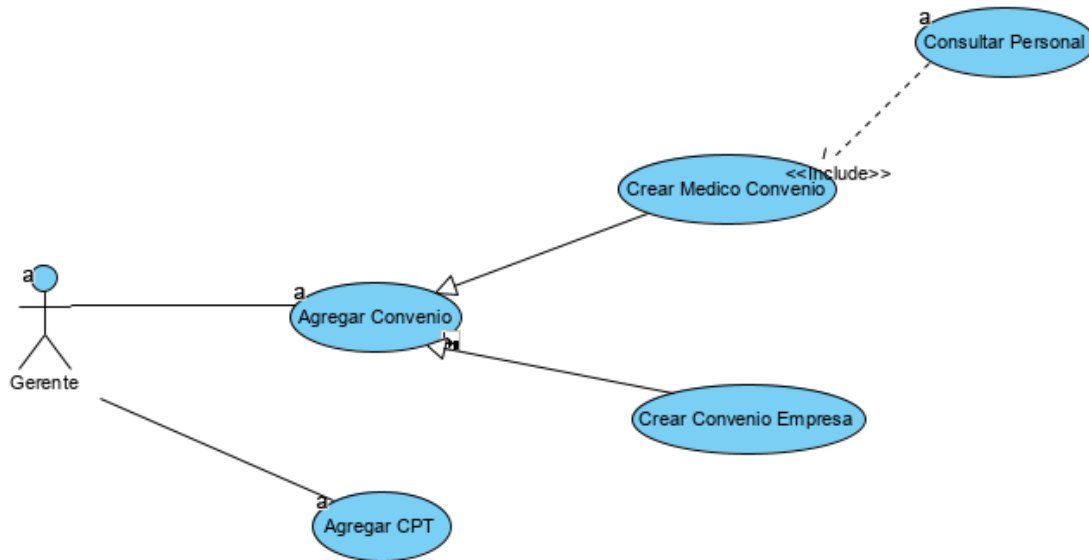 a
Consultar Personal
<<Include>>
Crear Medico Convenio
a
a
Agregar Convenio
Gerente
Crear Convenio Empresa
a
Agregar CPT